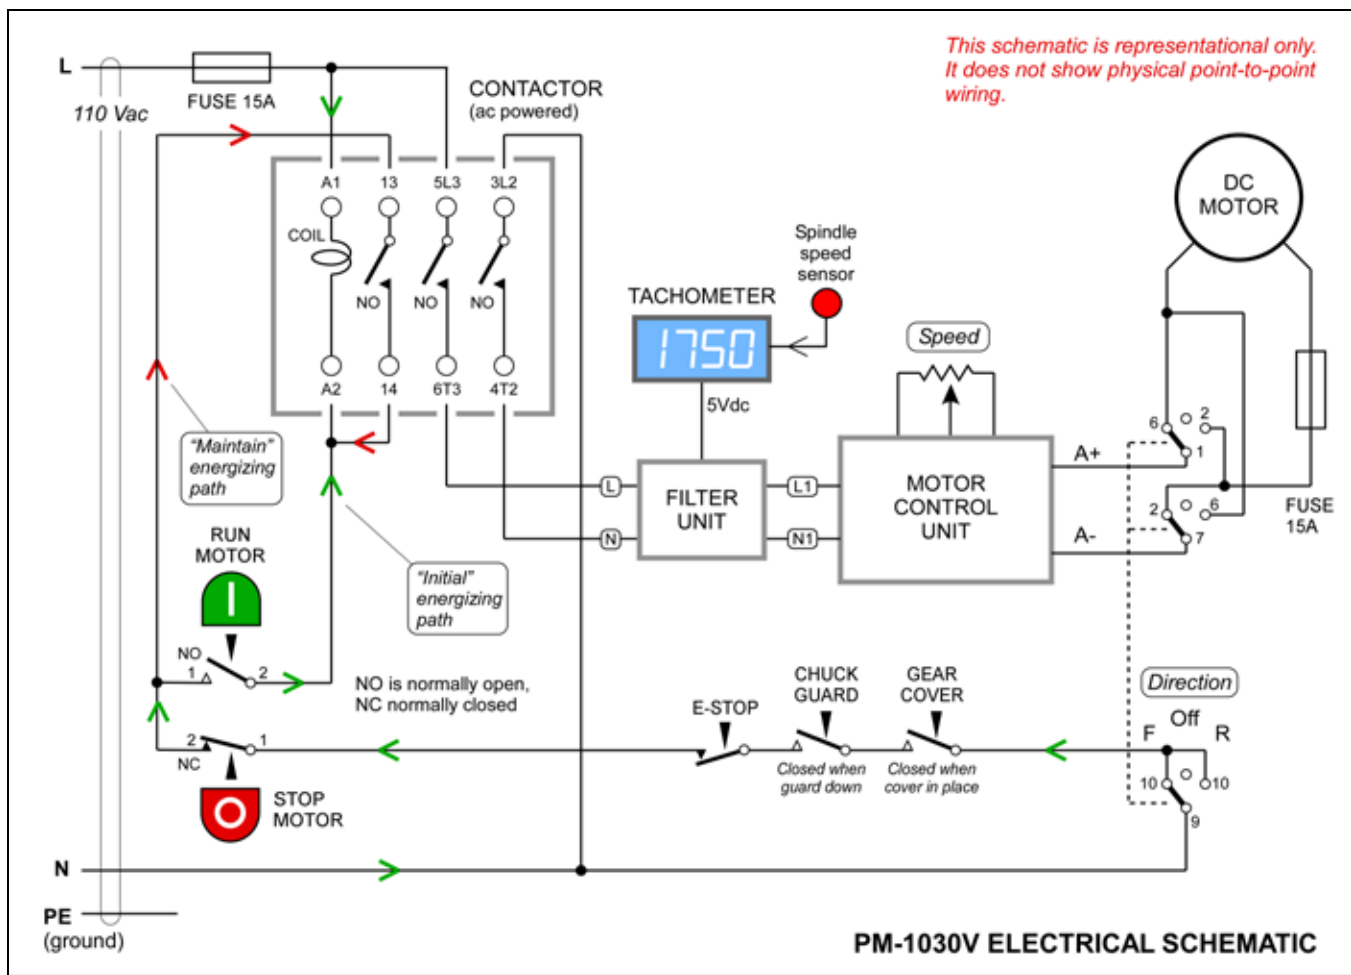 This schematic is representational only.
It does not show physical point-to-point
wiring.
L
FUSE 15A
110 Vac
CONTACTOR
(ac powered)
A1
13
5L3
3L2
COIL
NO
NO
NO
A2
14
6T3
4T2
DC
MOTOR
Spindle
speed
sensor
TACHOMETER
1750
5Vdc
Speed
"Maintain"
energizing
path
"Initial"
energizing
path
L
N
FILTER
UNIT
L1
N1
MOTOR
CONTROL
UNIT
A+
A-
6
2
1
2
6
7
FUSE
15A
RUN
MOTOR
NO
1
2
NO is normally open,
NC normally closed
2
1
NC
STOP
MOTOR
E-STOP
CHUCK
GUARD
Closed when
guard down
GEAR
COVER
Closed when
cover in place
Direction
Off
F
R
10
10
9
N
PE
(ground)
PM-1030V ELECTRICAL SCHEMATIC